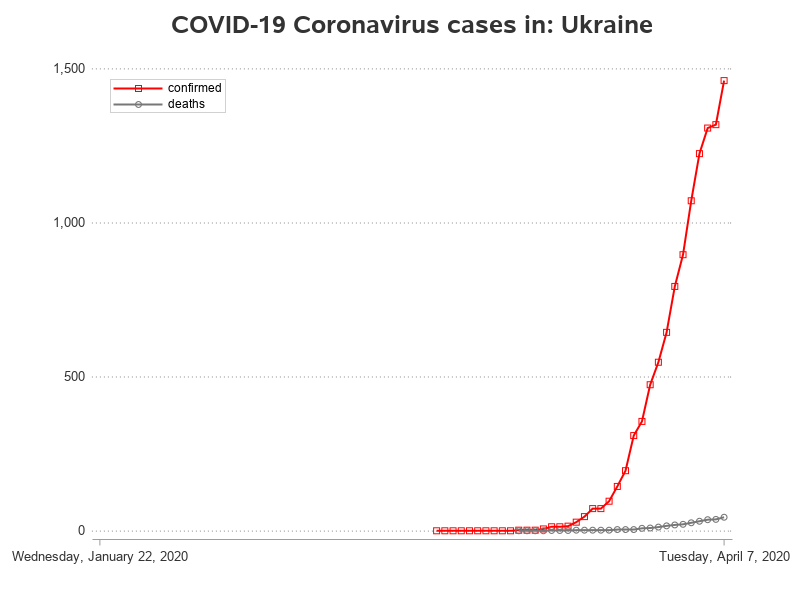 COVID-19 Coronavirus cases in: Ukraine
1,500
confirmed
deaths
1,000
500
0
Wednesday, January 22, 2020
Tuesday, April 7, 2020